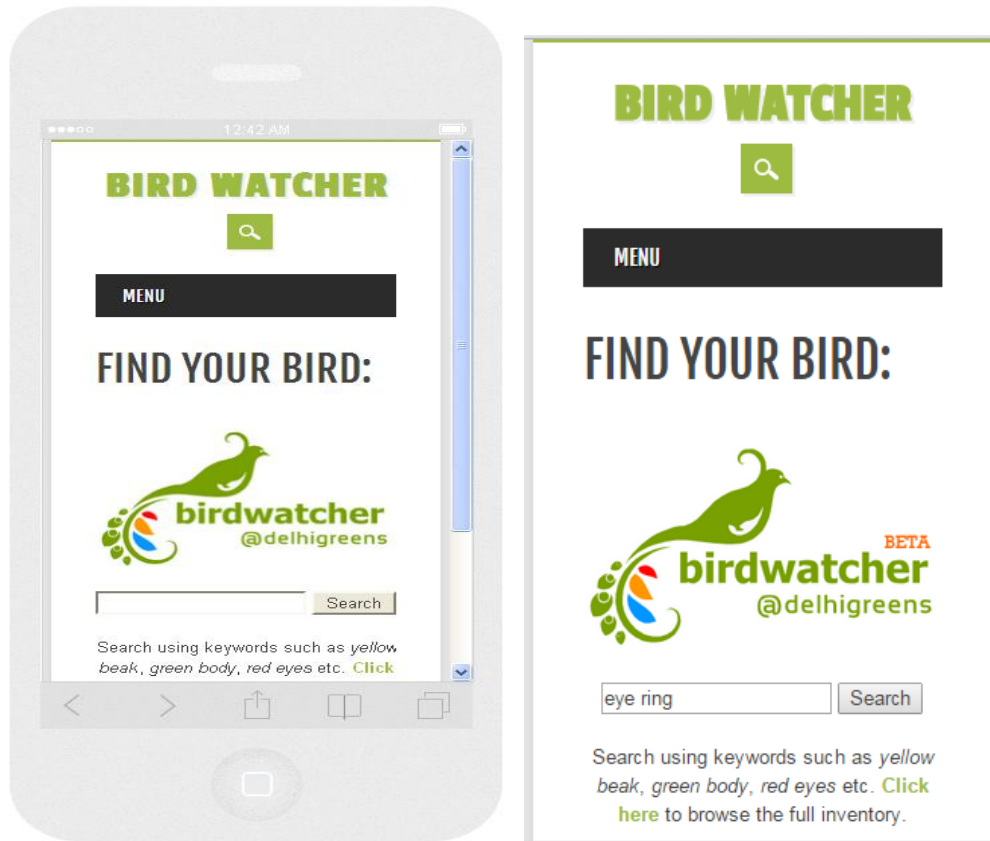 12:42 AM
BIRD WATCHER
MENU
FIND YOUR BIRD:
birdwatcher
@delhigreens
Search
Search using keywords such as yellow
beak, green body, red eyes etc. Click
BIRD WATCHER
MENU
FIND YOUR BIRD:
BETA
birdwatcher
@delhigreens
eye ring Search
Search using keywords such as yellow
beak, green body, red eyes etc. Click
here to browse the full inventory.